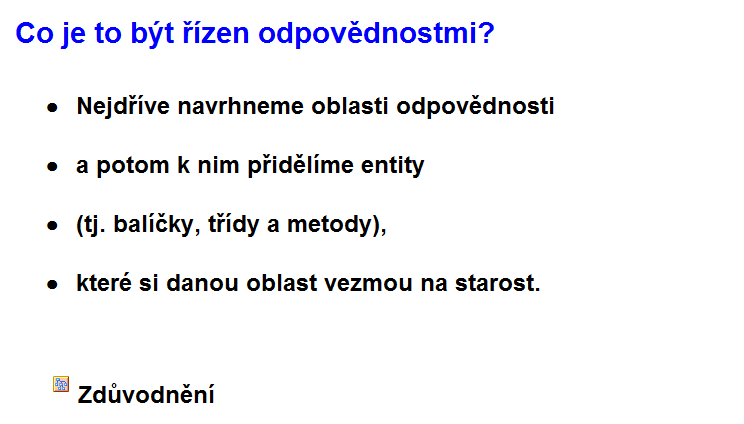 Co je to být řízen odpovědnostmi?
● Nejdříve navrhneme oblasti odpovědnosti
● a potom k nim přidělíme entity
● (tj. balíčky, třídy a metody),
● které si danou oblast vezmou na starost.
Zdůvodnění